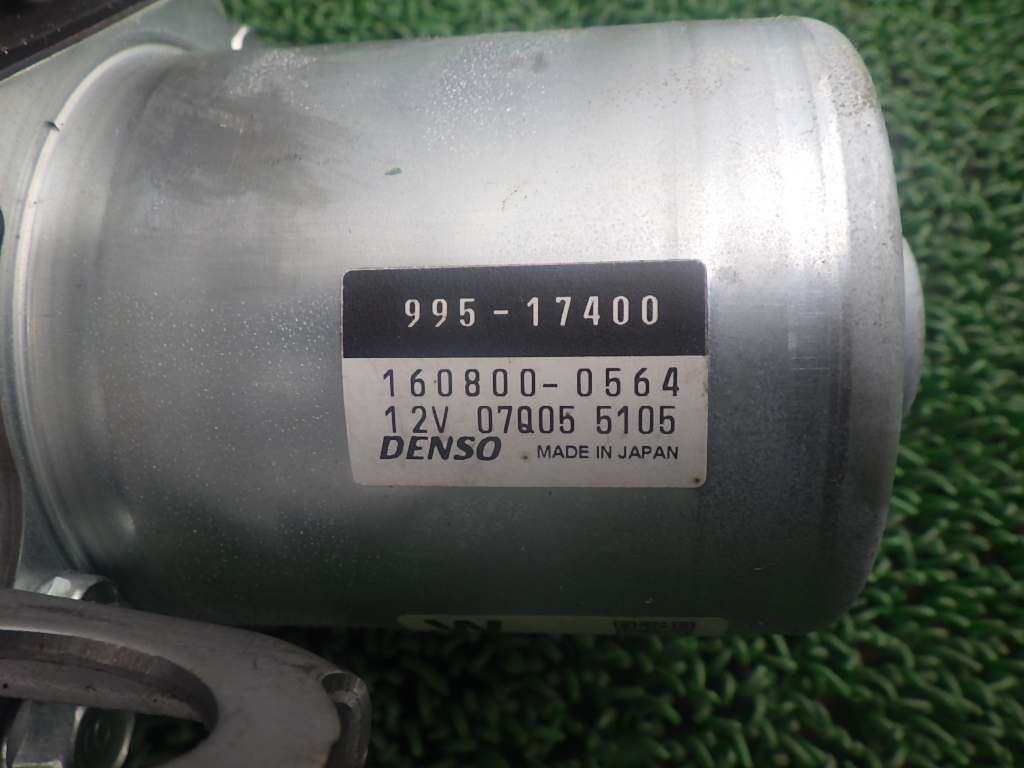 995-17400
160800-0564
12V 07Q05 5105
DENSO MADE IN JAPAN